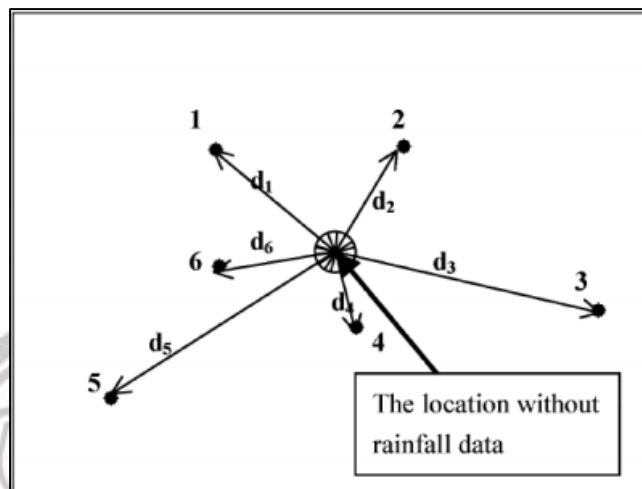 1
2
d₁
d₂
6
d₆
d₃
3
d₄
4
d₅
5
The location without
rainfall data